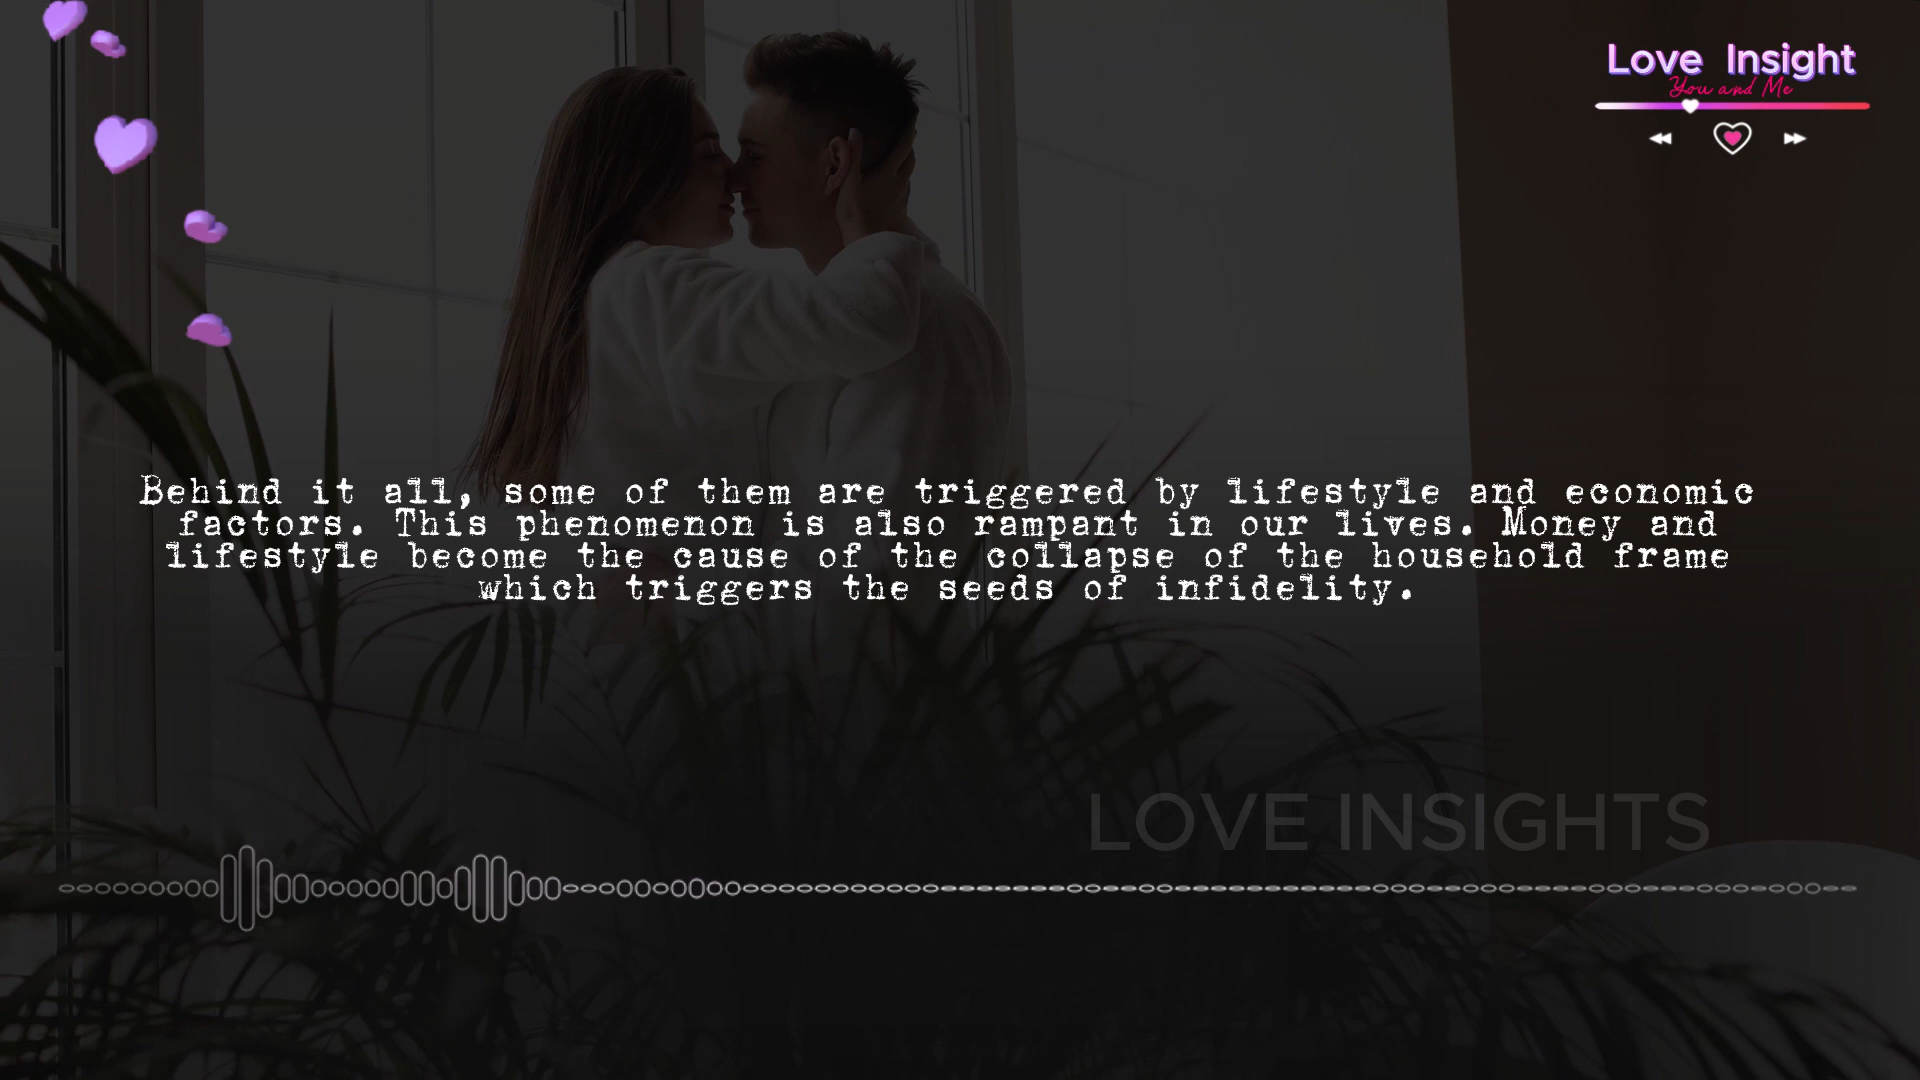 Love Insight
You and Me
Behind it all, some of them are triggered by lifestyle and economic
factors. This phenomenon is also rampant in our lives. Money and
lifestyle become the cause of the collapse of the household frame
which triggers the seeds of infidelity.
LOVE INSIGHTS